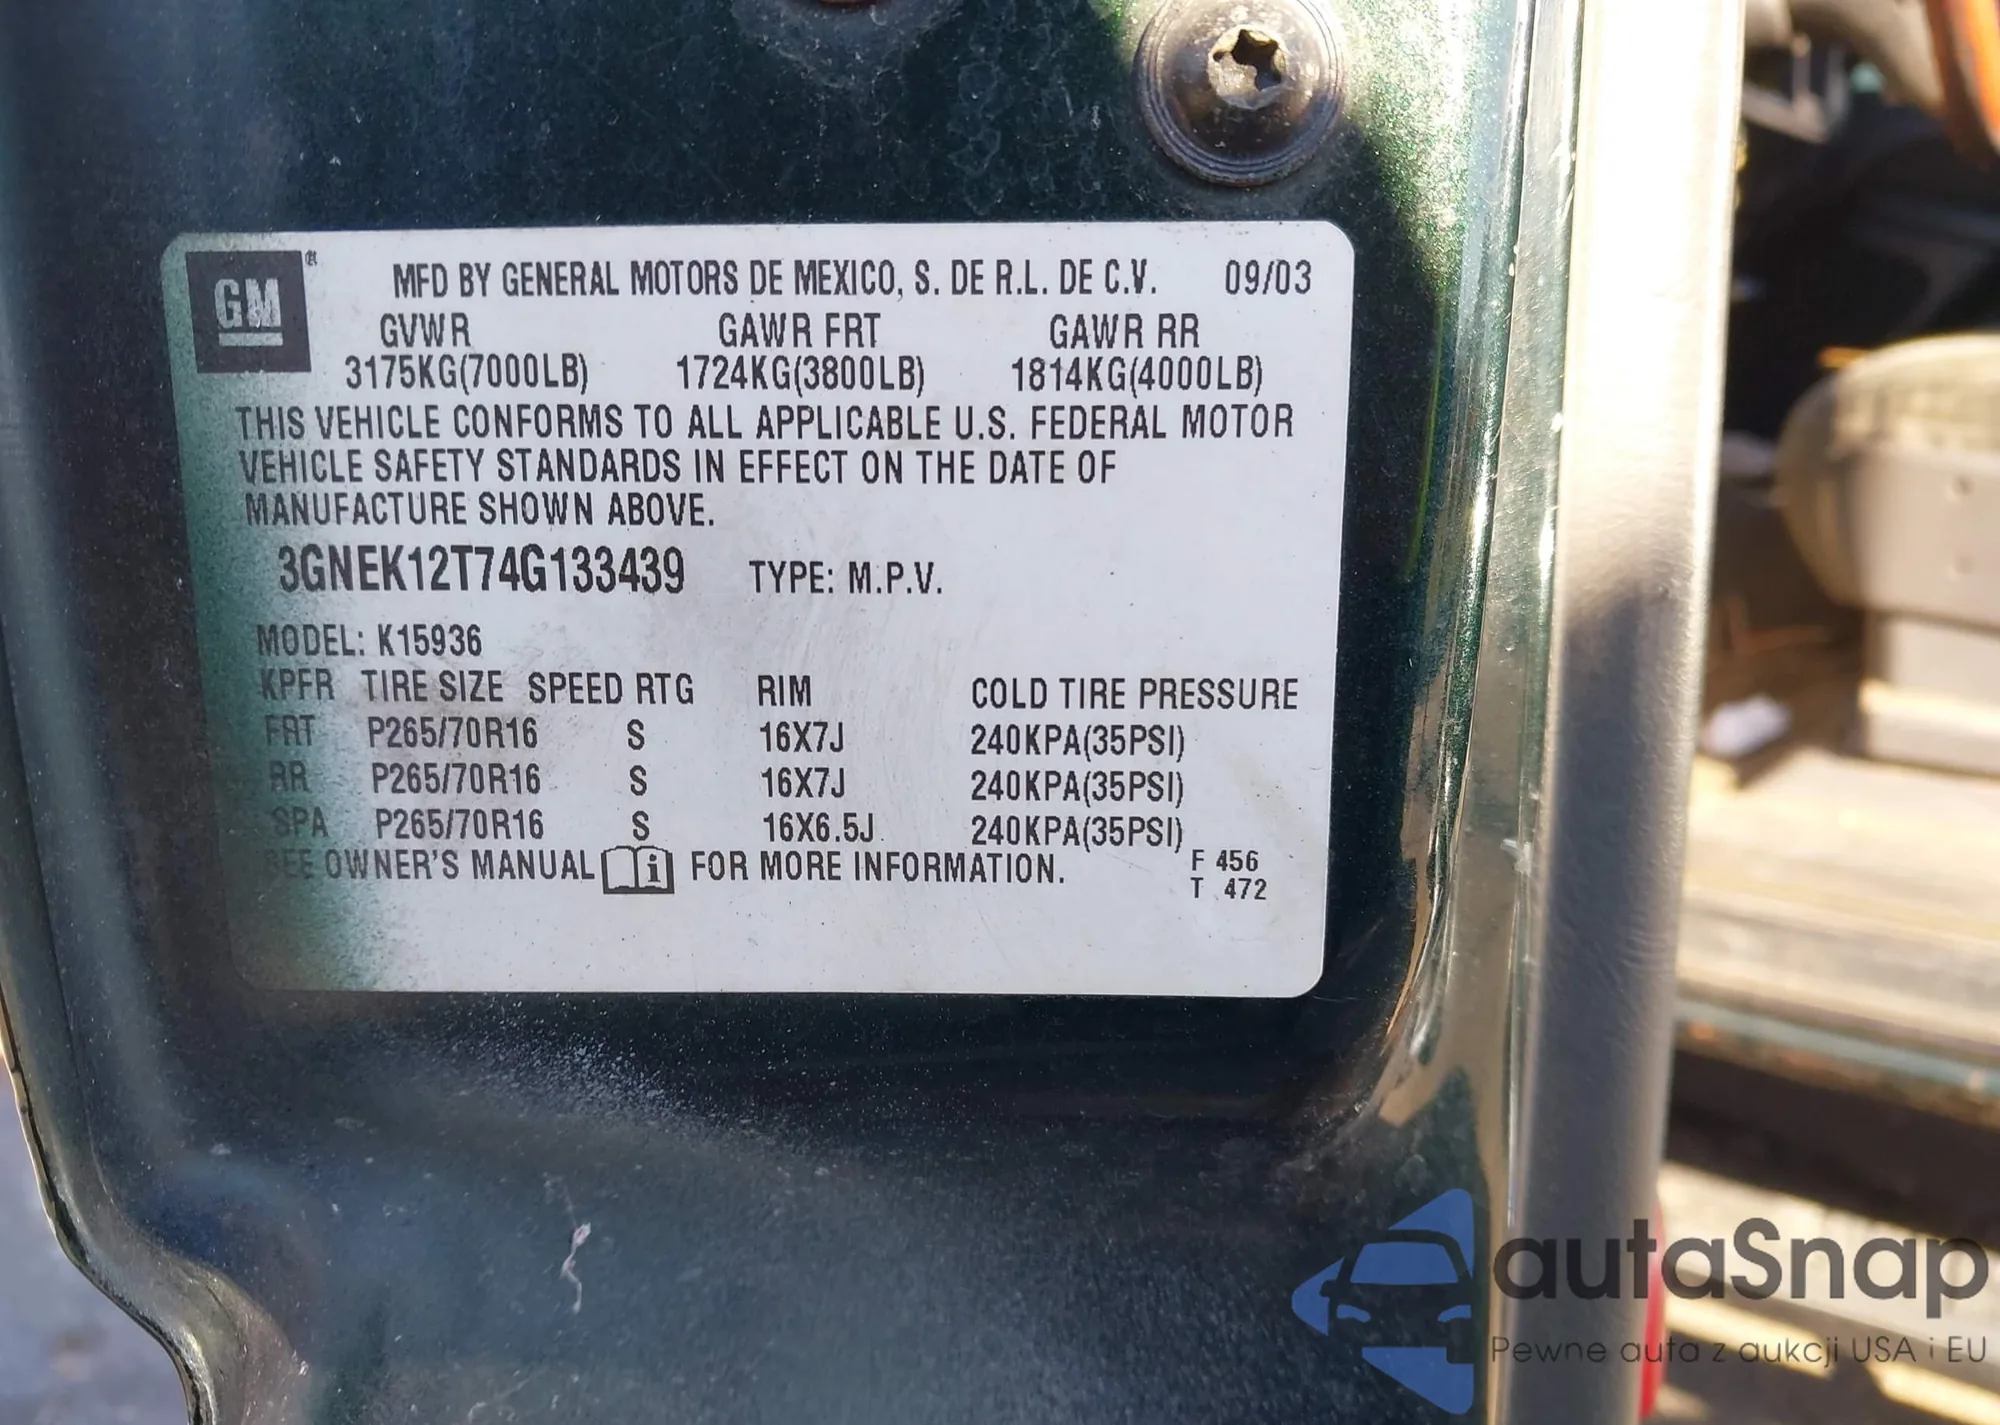 GM®
MFD BY GENERAL MOTORS DE MEXICO, S. DE R.L. DE C.V. 09/03
GVWR GAWR FRT GAWR RR
3175KG(7000LB) 1724KG(3800LB) 1814KG(4000LB)
THIS VEHICLE CONFORMS TO ALL APPLICABLE U.S. FEDERAL MOTOR
VEHICLE SAFETY STANDARDS IN EFFECT ON THE DATE OF
MANUFACTURE SHOWN ABOVE.
3GNEK12T74G133439 TYPE: M.P.V.
MODEL: K15936
KPFR TIRE SIZE SPEED RTG RIM COLD TIRE PRESSURE
FRT P265/70R16 S 16X7J 240KPA(35PSI)
RR P265/70R16 S 16X7J 240KPA(35PSI)
SPA P265/70R16 S 16X6.5J 240KPA(35PSI)
SEE OWNER'S MANUAL i FOR MORE INFORMATION.
F 456
T 472
autaSnap
Pewne auta z aukcji USA i EU